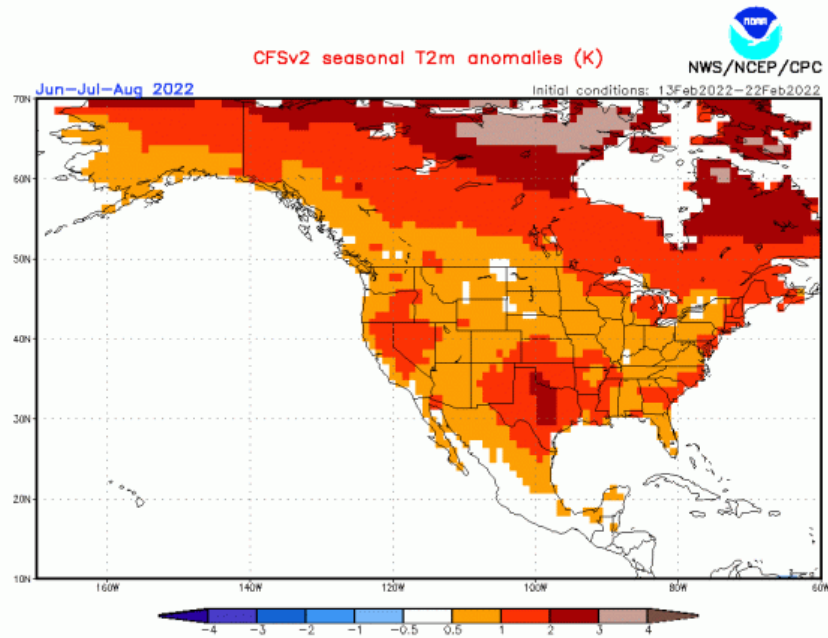 NOAA
CFSv2 seasonal T2m anomalies (K)
NWS/NCEP/CPC
Jun-Jul-Aug 2022
Initial conditions: 13Feb2022-22Feb2022
70N
60N
50N
40N
30N
20N
10N
160W 140W 120W 100W 80W 60W
-4 -3 -2 -1 -0.5 0.5 1 2 3 4